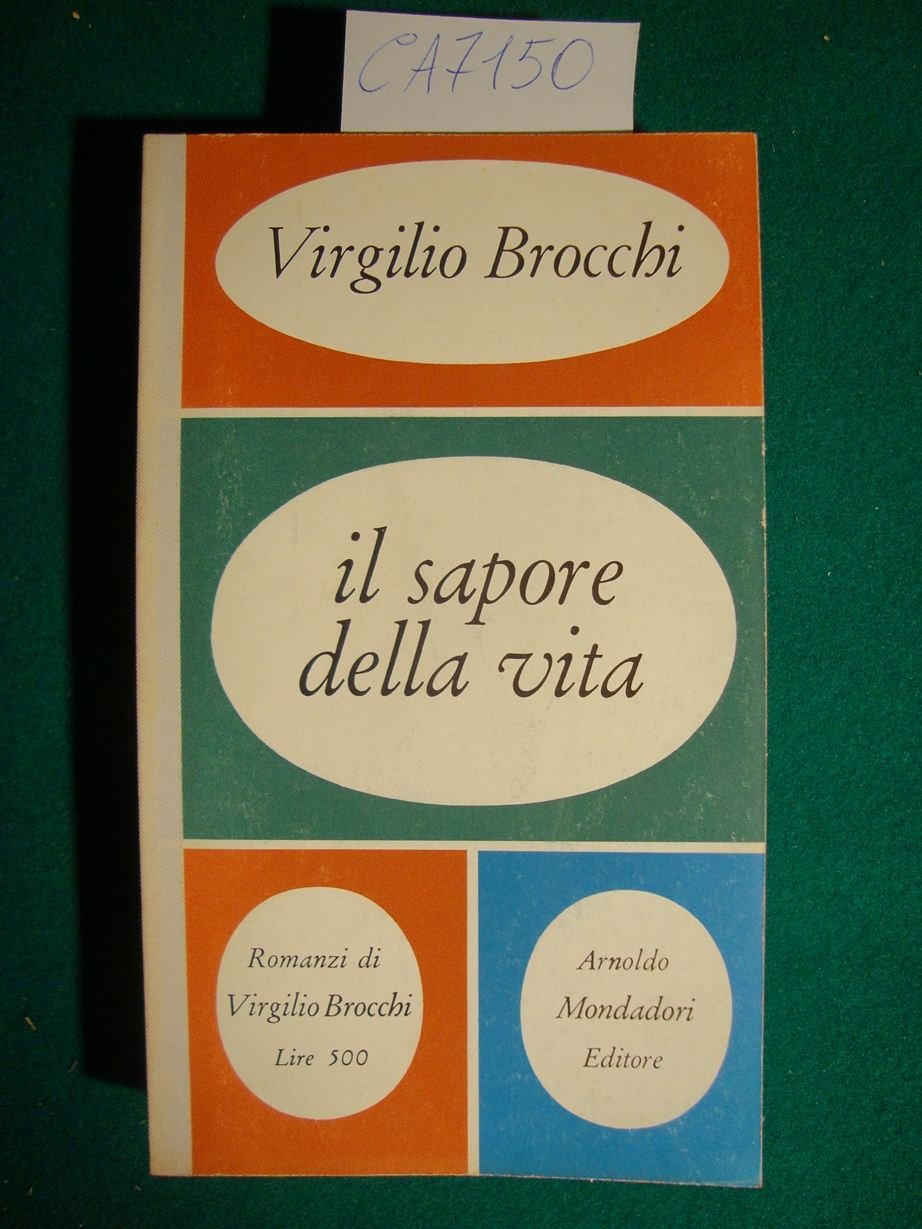 CA7150
Virgilio Brocchi
il sapore
della vita
Romanzi di
Virgilio Brocchi
Lire 500
Arnoldo
Mondadori
Editore